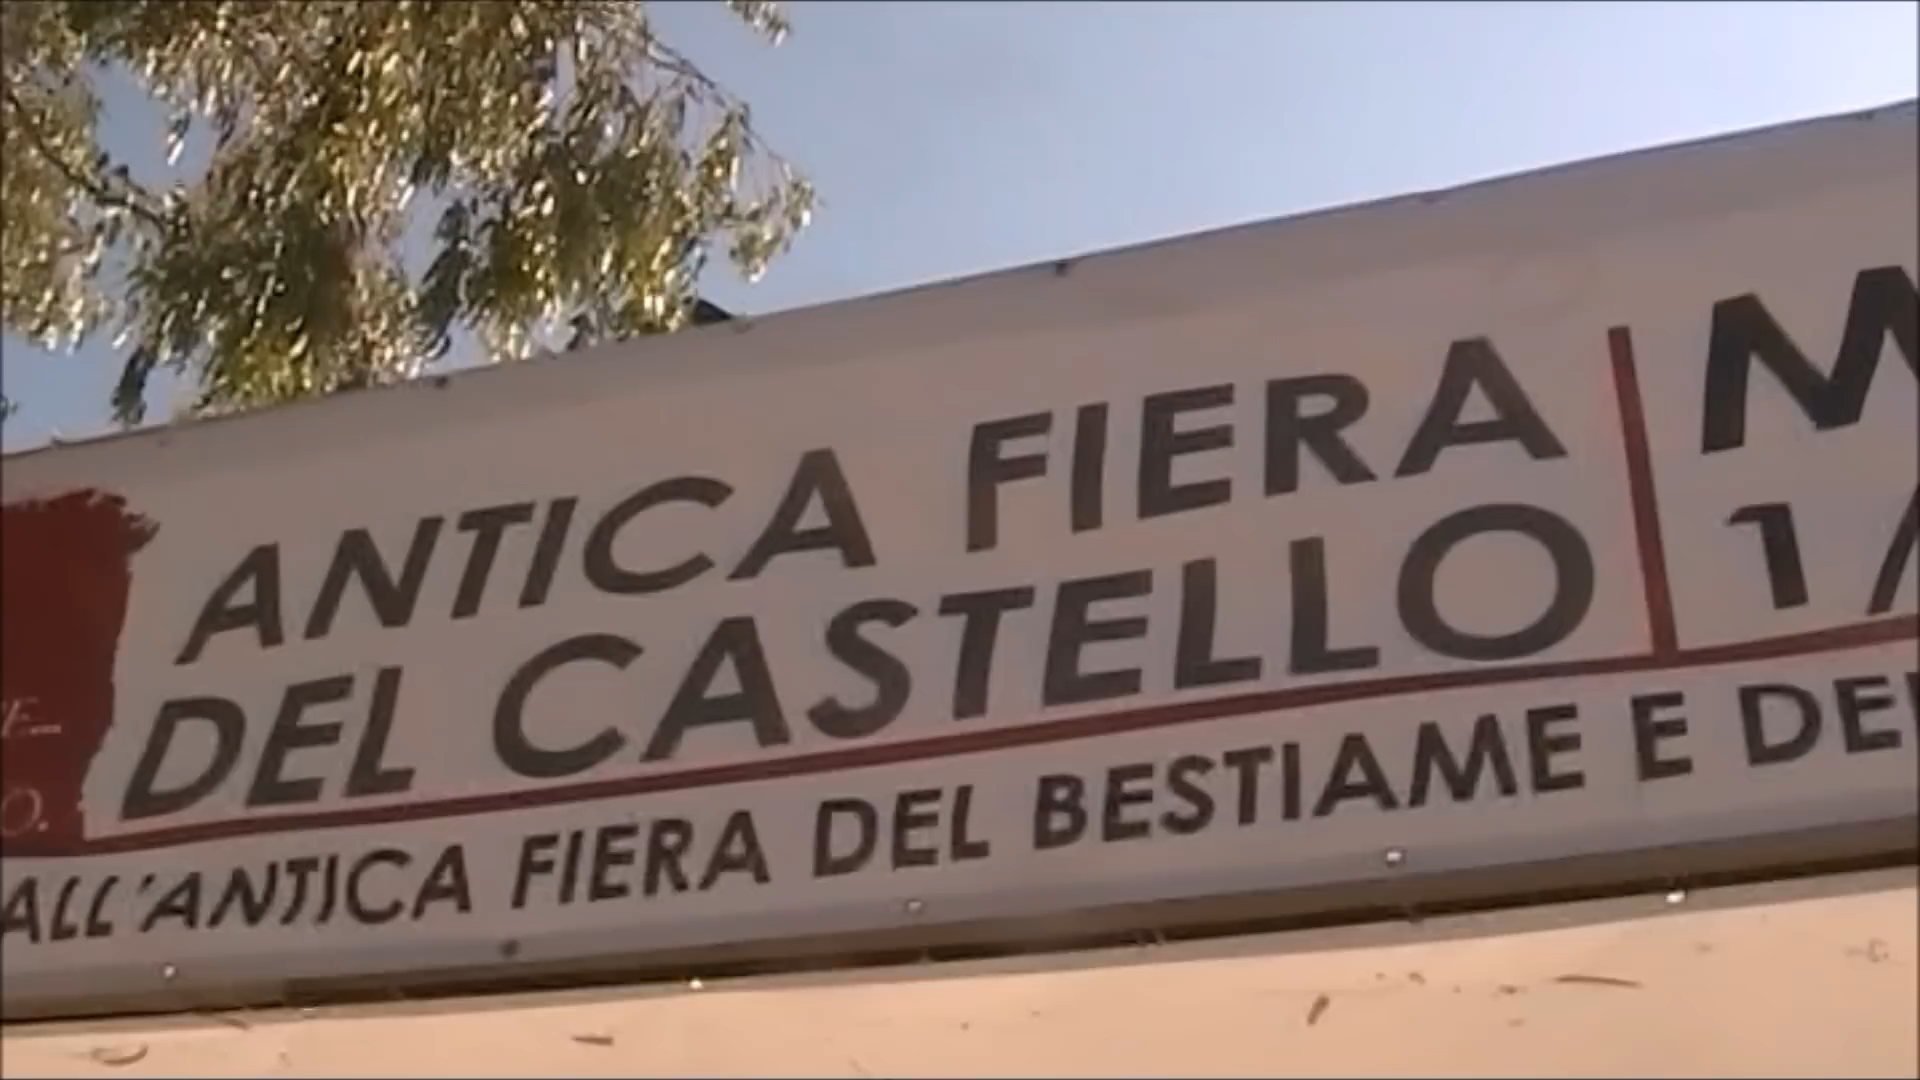 ANTICA FIERA
DEL CASTELLO
ALL'ANTICA FIERA DEL BESTIAME E